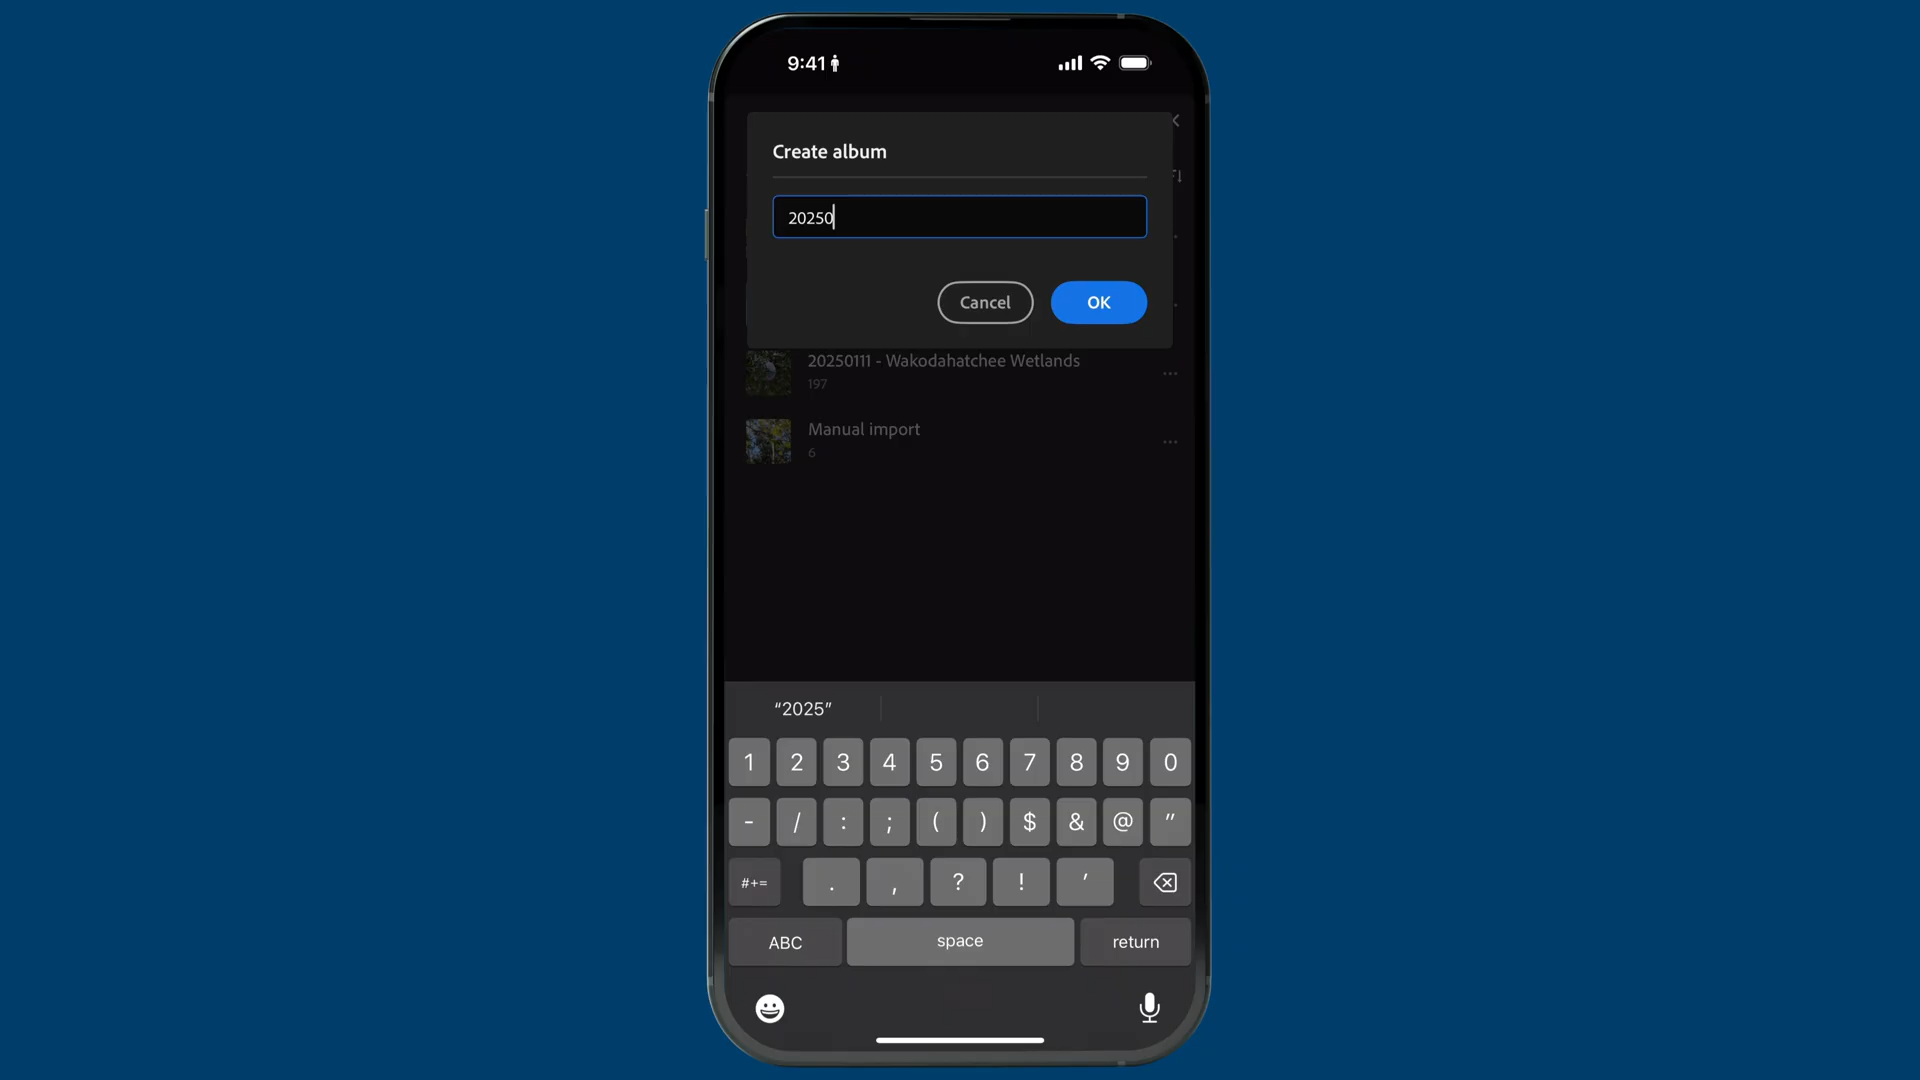 9:41
Create album
20250
Cancel
OK
20250111 - Wakodahatchee Wetlands
197
Manual import
6
“2025”
1 2 3 4 5 6 7 8 9 0
- / : ; ( ) $ & @ "
#+= . , ? ! '
ABC space return